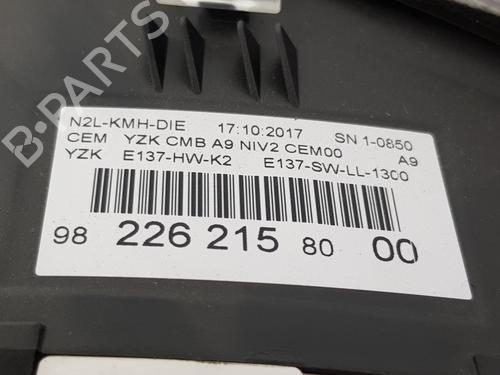 B-PARTS
N2L-KMH-DIE 17:10:2017 SN 1-0850
CEM YZK CMB A9 NIV2 CEM00 A9
YZK E137-HW-K2 E137-SW-LL-1300
98 226 215 80 00